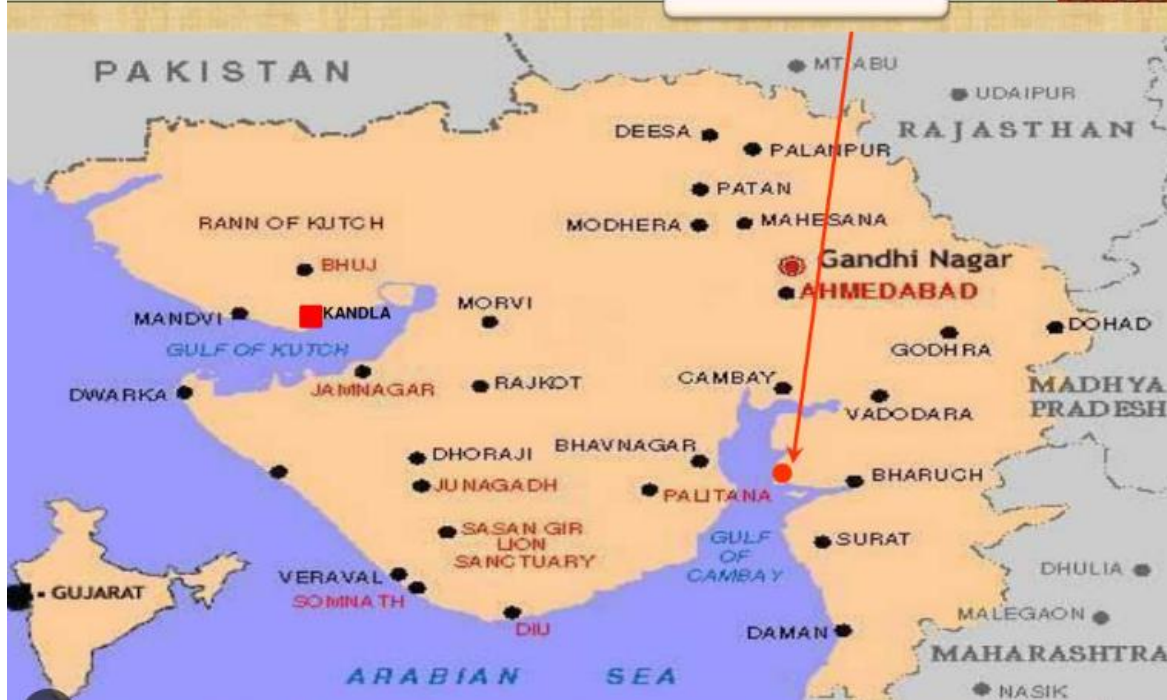 PAKISTAN
MT ABU
UDAIPUR
RAJASTHAN
DEESA
PALANPUR
PATAN
MODHERA
MAHESANA
RANN OF KUTCH
BHUJ
Gandhi Nagar
AHMEDABAD
MANDVI
KANDLA
MORVI
DOHAD
GULF OF KUTCH
GODHRA
DWARKA
JAMNAGAR
RAJKOT
CAMBAY
MADHYA
PRADESH
VADODARA
DHORAJI
BHAVNAGAR
BHARUCH
JUNAGADH
PALITANA
SASAN GIR
LION
SANCTUARY
GULF
OF
CAMBAY
SURAT
DHULIA
GUJARAT
VERAVAL
SOMNATH
MALEGAON
DIU
DAMAN
MAHARASHTRA
ARABIAN SEA
NASIK